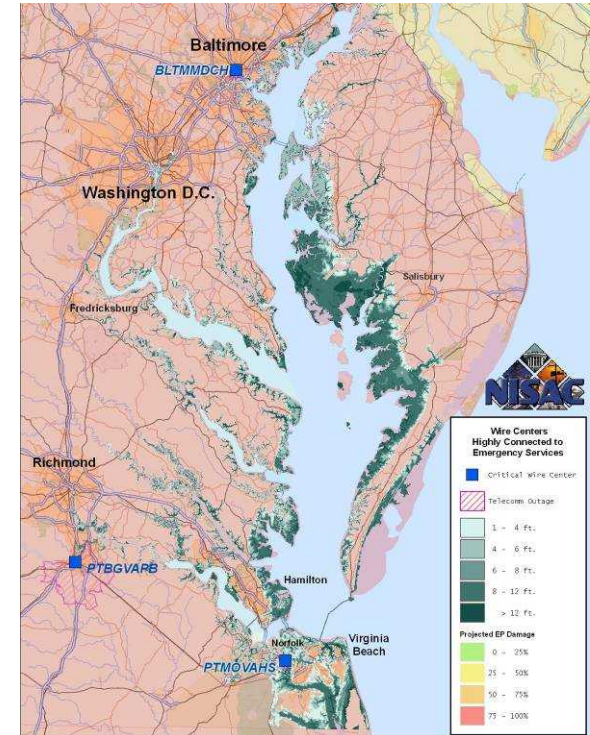 Baltimore
BLTMMDCH
Washington D.C.
Salisbury
Fredricksburg
NISAC
Richmond
PTBGVAPB
Hamilton
Norfolk
Virginia
Beach
PTMOVAHS
Wire Centers
Highly Connected to
Emergency Services
Critical Wire Center
Telecomm Outage
1 - 4 ft.
4 - 6 ft.
6 - 8 ft.
8 - 12 ft.
> 12 ft.
Projected EP Damage
0 - 25%
25 - 50%
50 - 75%
75 - 100%